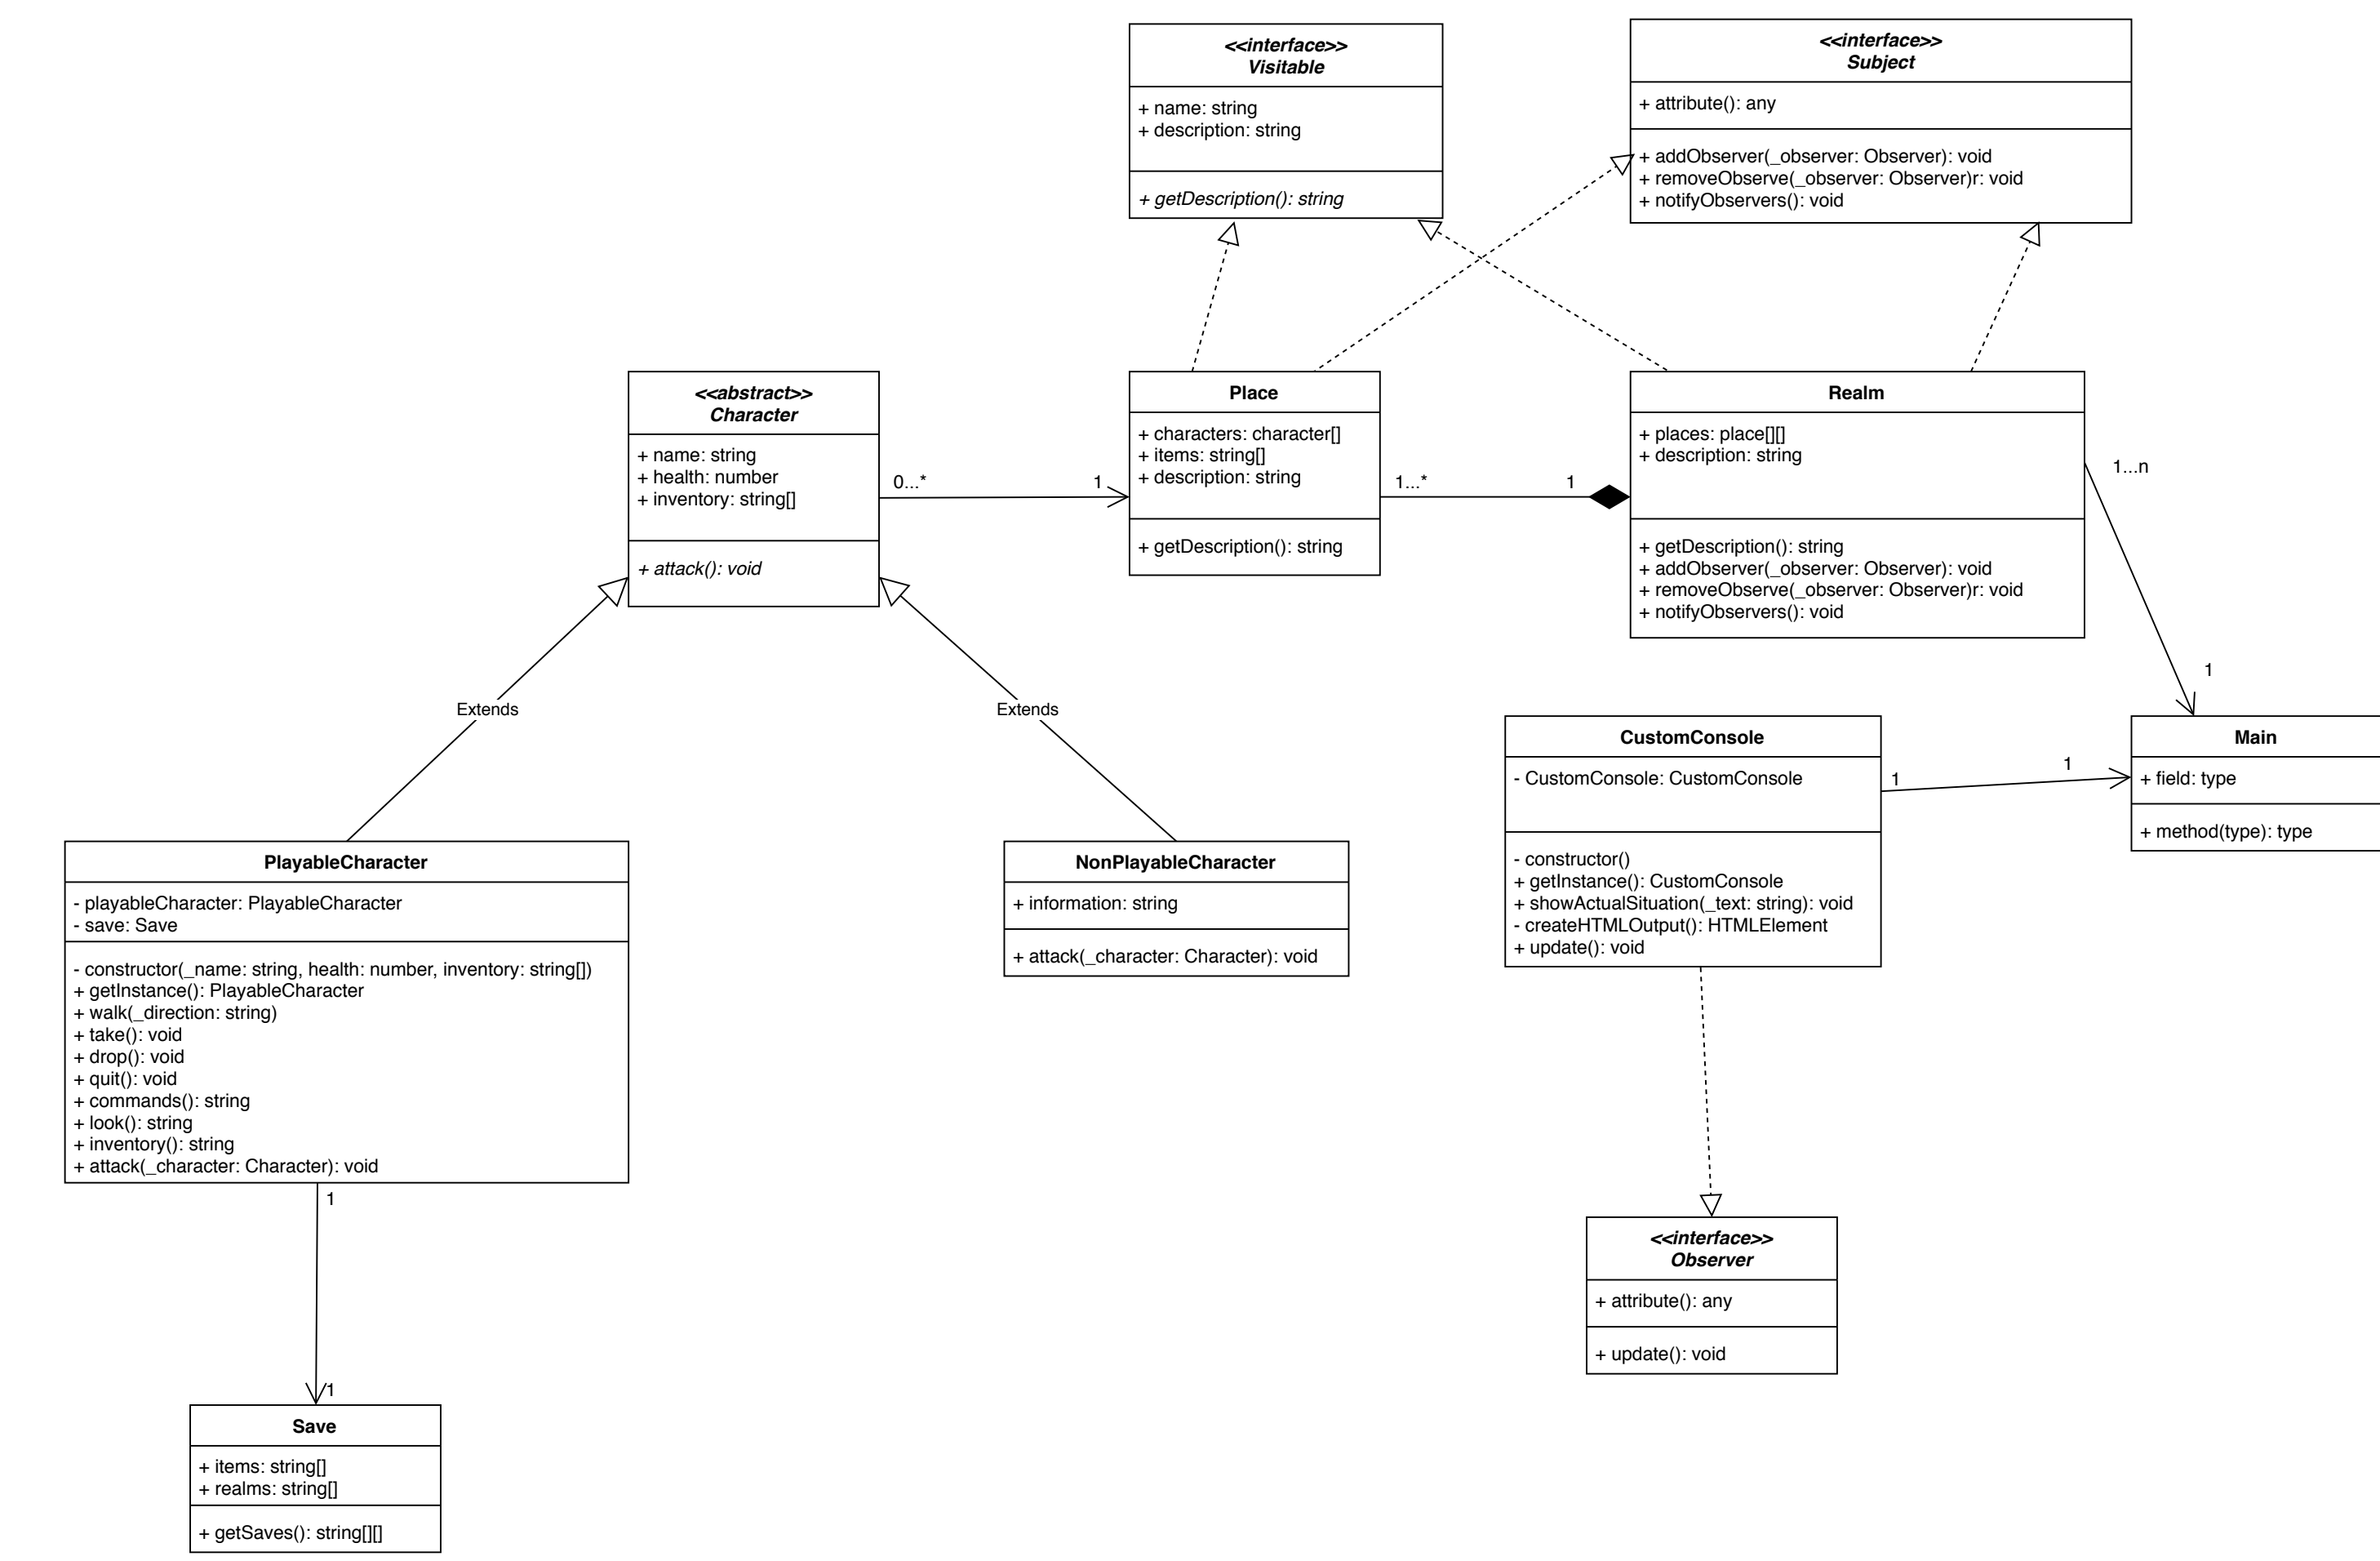 <<interface>>
Visitable
+ name: string
+ description: string
+ getDescription(): string
<<interface>>
Subject
+ attribute(): any
+ addObserver(_observer: Observer): void
+ removeObserve(_observer: Observer)r: void
+ notifyObservers(): void
<<abstract>>
Character
+ name: string
+ health: number
+ inventory: string[]
+ attack(): void
0...*
1
Place
+ characters: character[]
+ items: string[]
+ description: string
+ getDescription(): string
1...*
1
Realm
+ places: place[][]
+ description: string
+ getDescription(): string
+ addObserver(_observer: Observer): void
+ removeObserve(_observer: Observer)r: void
+ notifyObservers(): void
1...n
1
Extends
Extends
CustomConsole
- CustomConsole: CustomConsole
- constructor()
+ getInstance(): CustomConsole
+ showActualSituation(_text: string): void
- createHTMLOutput(): HTMLElement
+ update(): void
1
1
Main
+ field: type
+ method(type): type
PlayableCharacter
- playableCharacter: PlayableCharacter
- save: Save
- constructor(_name: string, health: number, inventory: string[])
+ getInstance(): PlayableCharacter
+ walk(_direction: string)
+ take(): void
+ drop(): void
+ quit(): void
+ commands(): string
+ look(): string
+ inventory(): string
+ attack(_character: Character): void
NonPlayableCharacter
+ information: string
+ attack(_character: Character): void
1
1
<<interface>>
Observer
+ attribute(): any
+ update(): void
Save
+ items: string[]
+ realms: string[]
+ getSaves(): string[][]